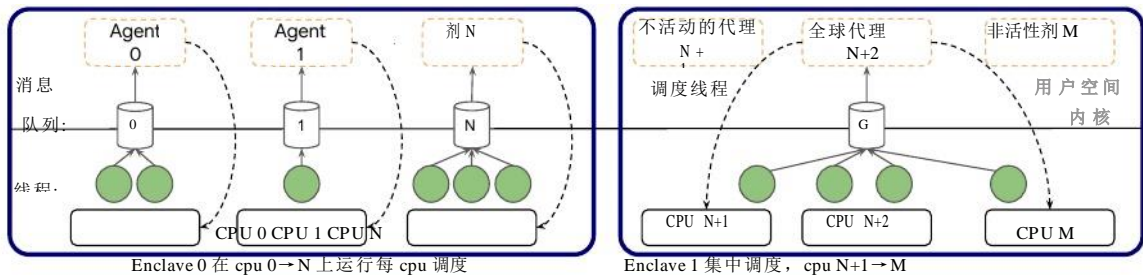 Agent
0
Agent
1
剂 N
不活动的代理
N +
全球代理
N+2
非活性剂 M
消息
调度线程
用户空间
内核
队列:
0
1
N
G
线程:
CPU 0 CPU 1 CPU N
CPU N+1
CPU N+2
CPU M
Enclave 0 在 cpu 0→N 上运行每 cpu 调度
Enclave 1 集中调度，cpu N+1→M